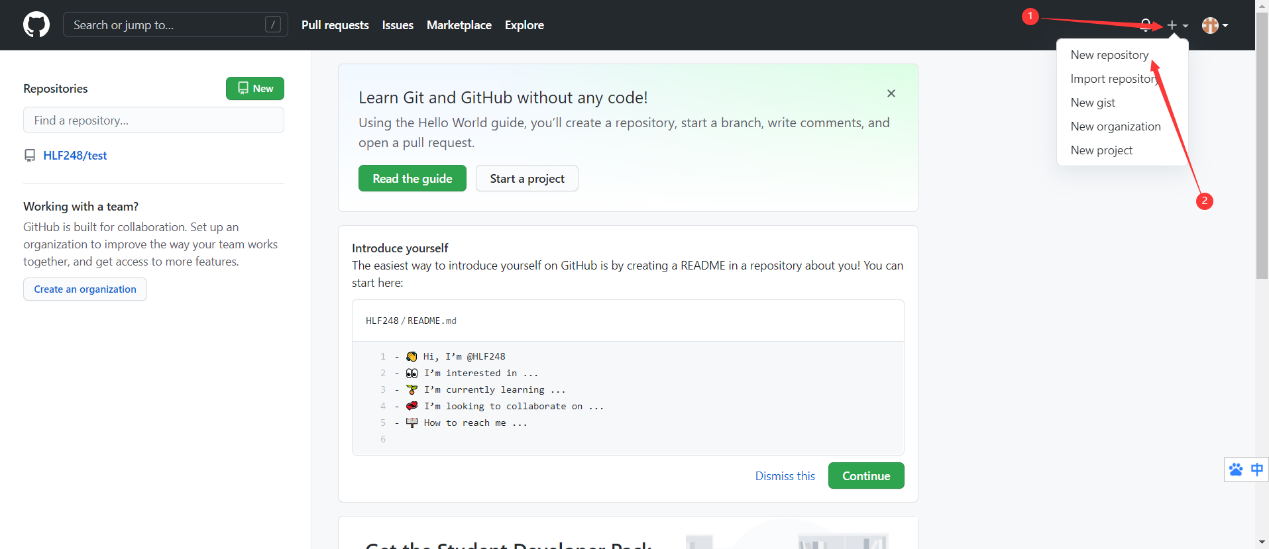 Search or jump to...
/
Pull requests
Issues
Marketplace
Explore
1
New repository
Import repository
New gist
New organization
New project
2
Repositories
New
Find a repository...
HLF248/test
Working with a team?
GitHub is built for collaboration. Set up an
organization to improve the way your team works
together, and get access to more features.
Create an organization
Learn Git and GitHub without any code!
Using the Hello World guide, you’ll create a repository, start a branch, write comments, and
open a pull request.
Read the guide
Start a project
Introduce yourself
The easiest way to introduce yourself on GitHub is by creating a README in a repository about you! You can
start here:
HLF248 / README.md
1 - 👋 Hi, I’m @HLF248
2 - 👀 I’m interested in ...
3 - 🌱 I’m currently learning ...
4 - 💞️ I’m looking to collaborate on ...
5 - 📫 How to reach me ...
6
Dismiss this
Continue
Get the Student Developer Pack
中